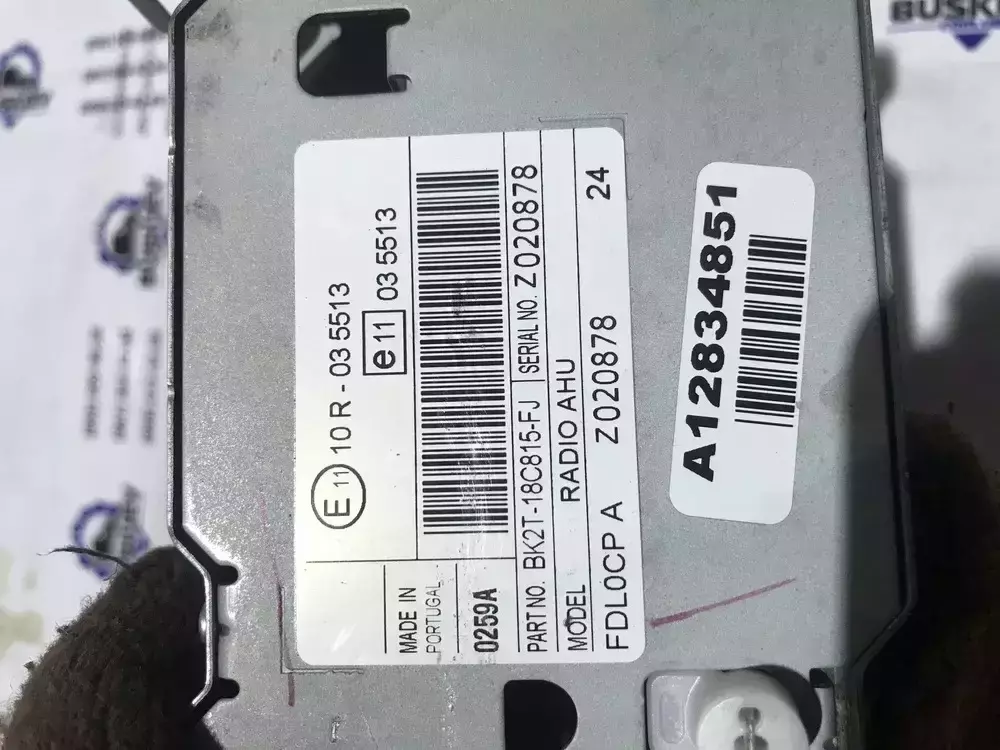 E 11 10 R - 03 5513
e 11 03 5513
MADE IN
PORTUGAL
0259A
PART NO. BK2T-18C815-FJ SERIAL NO. Z020878
MODEL RADIO AHU
FDL0CP A Z020878 24
A12834851